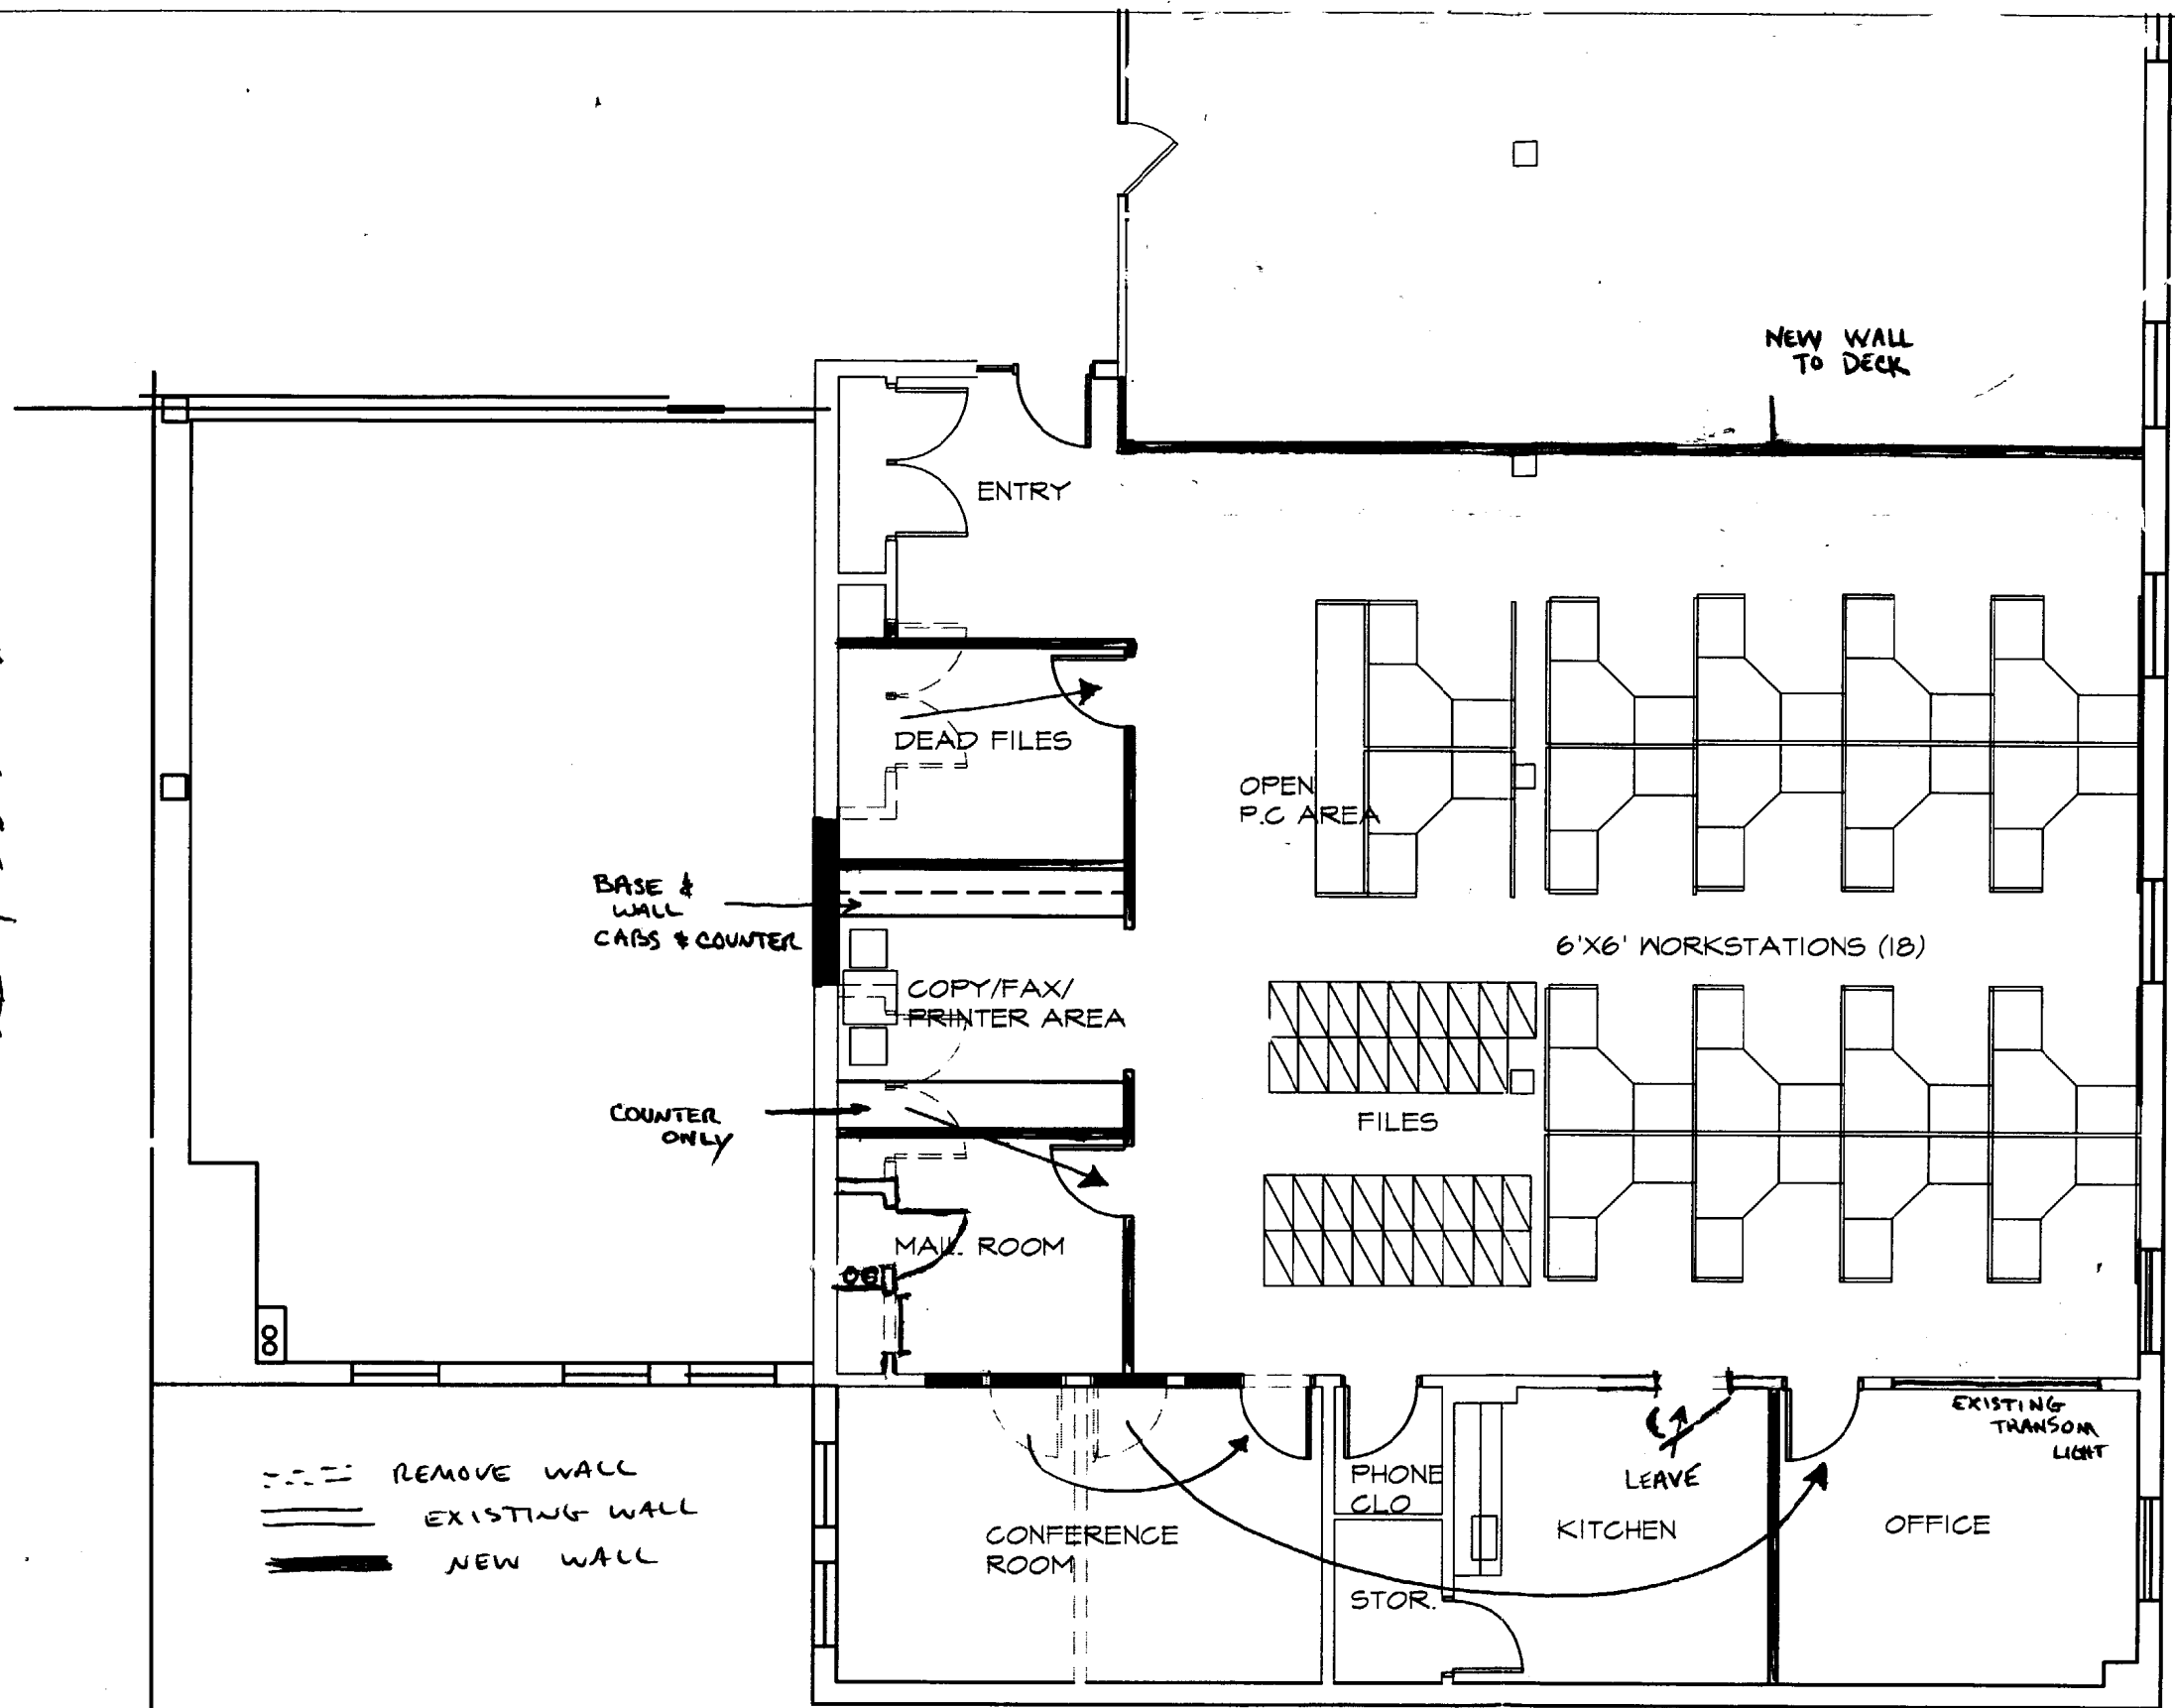 NEW WALL
TO DECK
ENTRY
DEAD FILES
OPEN
P.C AREA
BASE &
WALL
CABS & COUNTER
6'X6' WORKSTATIONS (18)
COPY/FAX/
PRINTER AREA
COUNTER
ONLY
FILES
MAIL ROOM
EXISTING
TRANSOM
LIGHT
LEAVE
PHONE
CLO
REMOVE WALL
EXISTING WALL
NEW WALL
CONFERENCE
ROOM
KITCHEN
OFFICE
STOR.